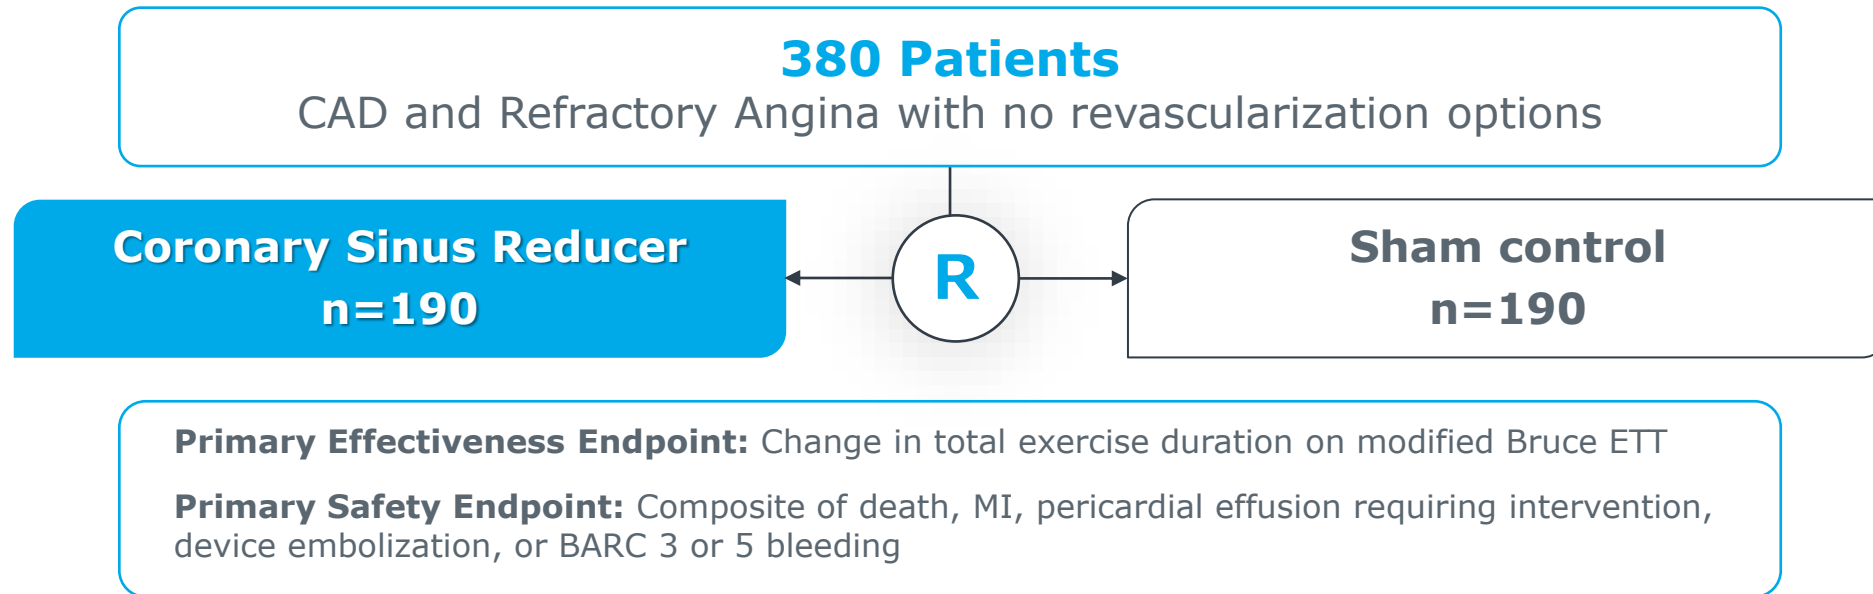 380 Patients
CAD and Refractory Angina with no revascularization options
Coronary Sinus Reducer
n=190
R
Sham control
n=190
Primary Effectiveness Endpoint: Change in total exercise duration on modified Bruce ETT
Primary Safety Endpoint: Composite of death, MI, pericardial effusion requiring intervention,
device embolization, or BARC 3 or 5 bleeding